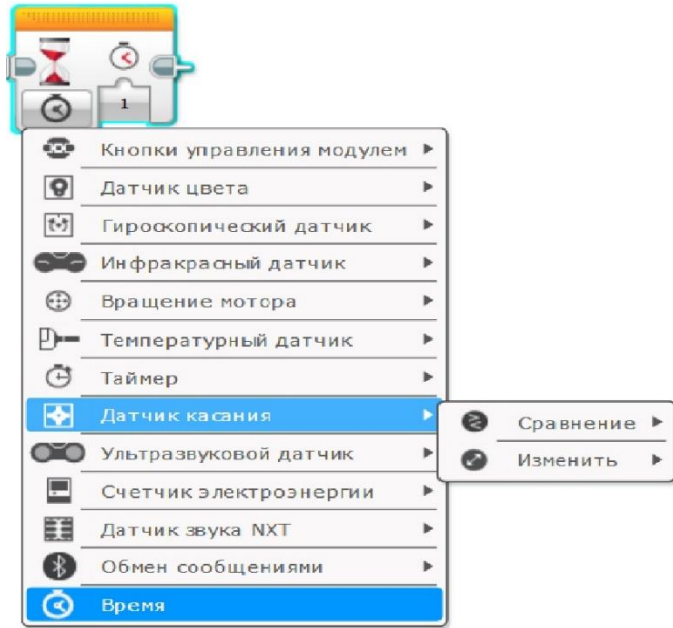 1
Кнопки управления модулем
Датчик цвета
Гироскопический датчик
Инфракрасный датчик
Вращение мотора
Температурный датчик
Таймер
Датчик касания
Сравнение
Ультразвуковой датчик
Изменить
Счетчик электроэнергии
Датчик звука NXT
Обмен сообщениями
Время